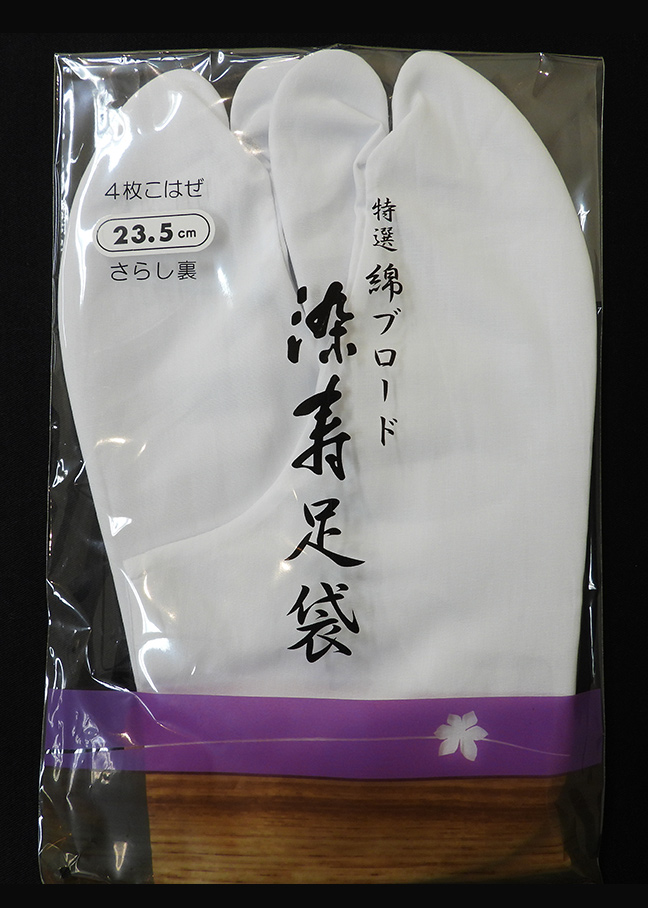 4枚こはぜ
23.5cm
さらし裏
特選 綿ブロード
染寿足袋